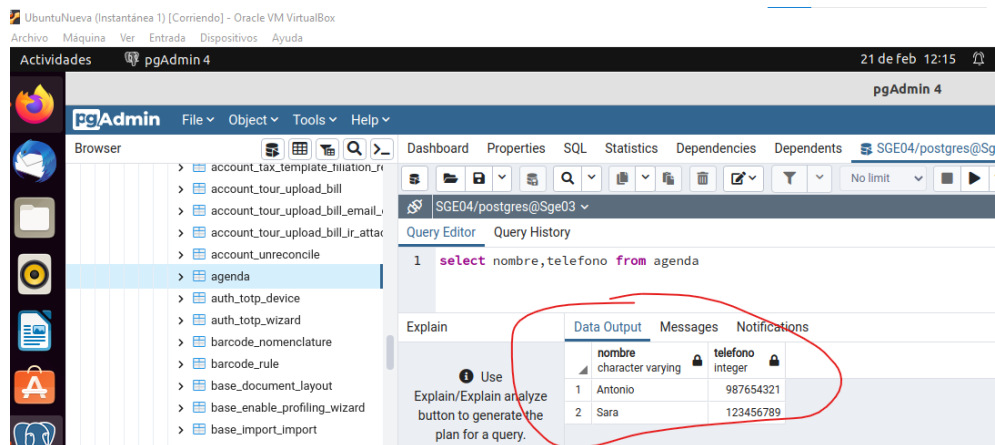 UbuntuNueva (Instantánea 1) [Corriendo] - Oracle VM VirtualBox
Archivo Máquina Ver Entrada Dispositivos Ayuda
Actividades pgAdmin 4 21 de feb 12:15
pgAdmin 4
pgAdmin File Object Tools Help
Browser
Dashboard Properties SQL Statistics Dependencies Dependents SGE04/postgres@Sg
account_tax_template_filiation_re
account_tour_upload_bill
account_tour_upload_bill_email_
account_tour_upload_bill_ir_attac
account_unreconcile
agenda
auth_totp_device
auth_totp_wizard
barcode_nomenclature
barcode_rule
base_document_layout
base_enable_profiling_wizard
base_import_import
No limit
SGE04/postgres@Sge03
Query Editor Query History
1 select nombre,telefono from agenda
Explain
Use
Explain/Explain analyze
button to generate the
plan for a query.
Data Output Messages Notifications
nombre telefono
character varying integer
1 Antonio 987654321
2 Sara 123456789